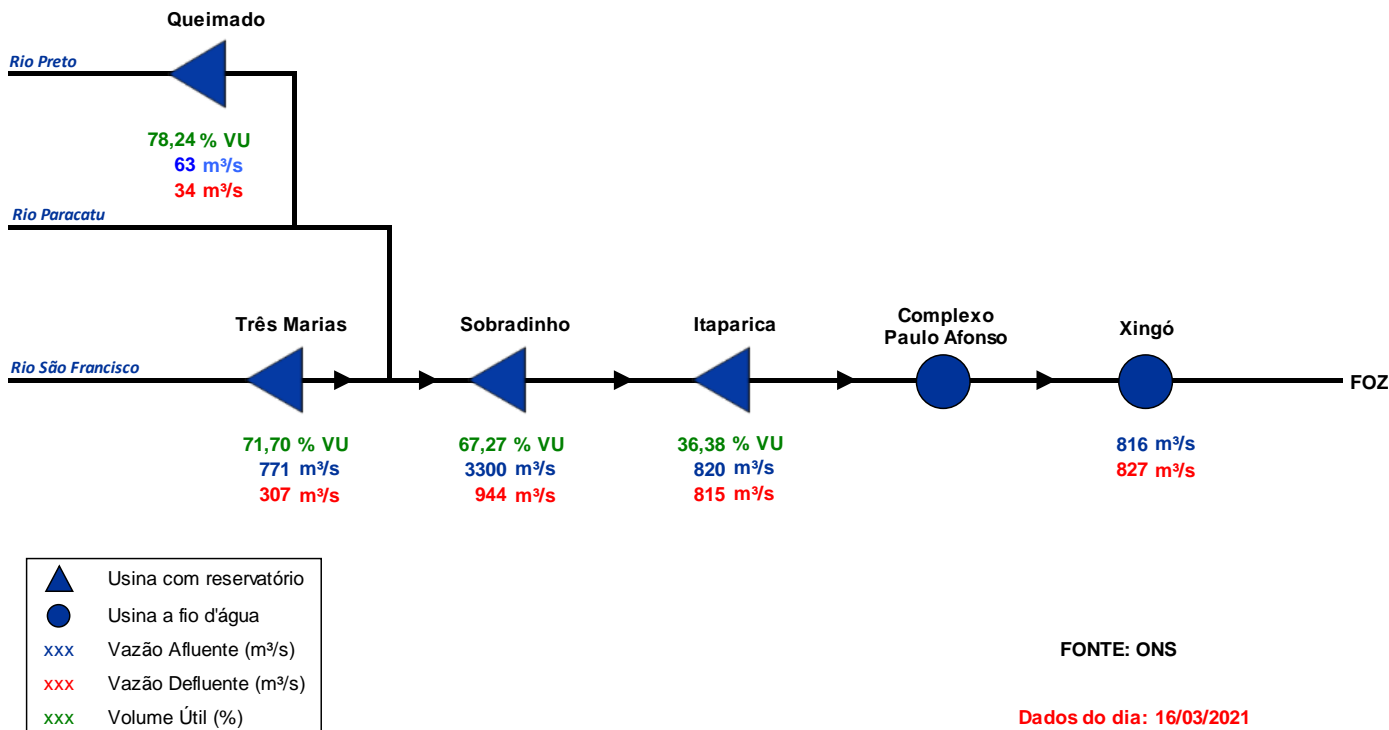 Queimado
Rio Preto
78,24 % VU
63 m³/s
34 m³/s
Rio Paracatu
Três Marias
Sobradinho
Itaparica
Complexo
Paulo Afonso
Xingó
Rio São Francisco
FOZ
71,70 % VU
771 m³/s
307 m³/s
67,27 % VU
3300 m³/s
944 m³/s
36,38 % VU
820 m³/s
815 m³/s
816 m³/s
827 m³/s
Usina com reservatório
Usina a fio d'água
xxx Vazão Afluente (m³/s)
xxx Vazão Defluente (m³/s)
xxx Volume Útil (%)
FONTE: ONS
Dados do dia: 16/03/2021